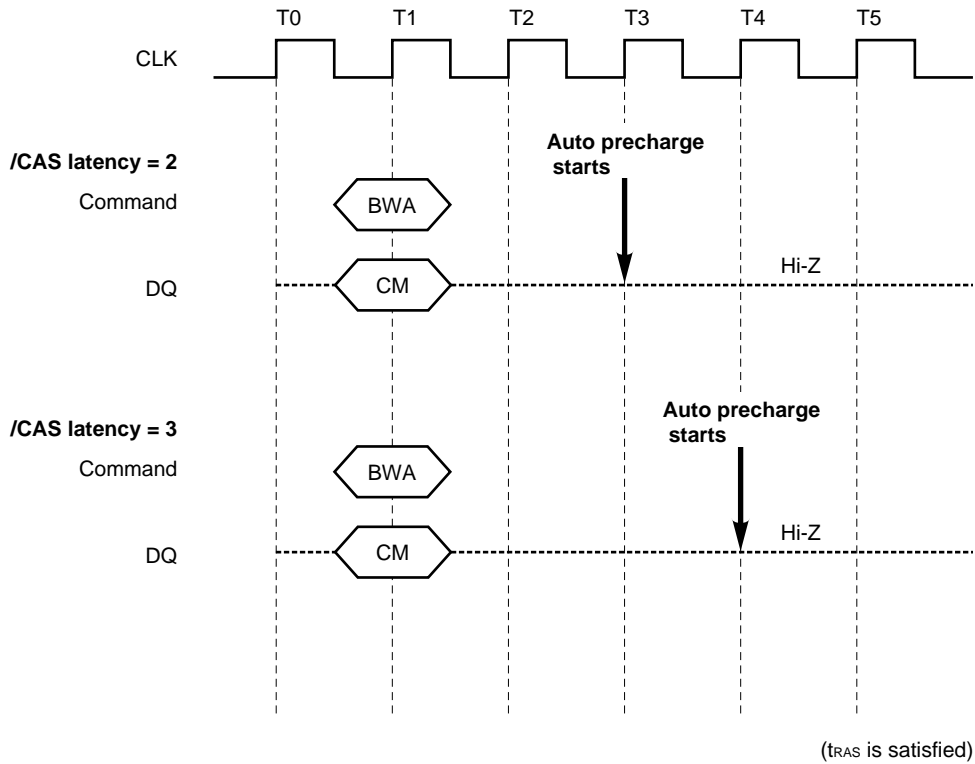 T0 T1 T2 T3 T4 T5
CLK
Auto precharge
starts
/CAS latency = 2
Command
BWA
Hi-Z
DQ
CM
Auto precharge
starts
/CAS latency = 3
Command
BWA
Hi-Z
DQ
CM
(tRAS is satisfied)